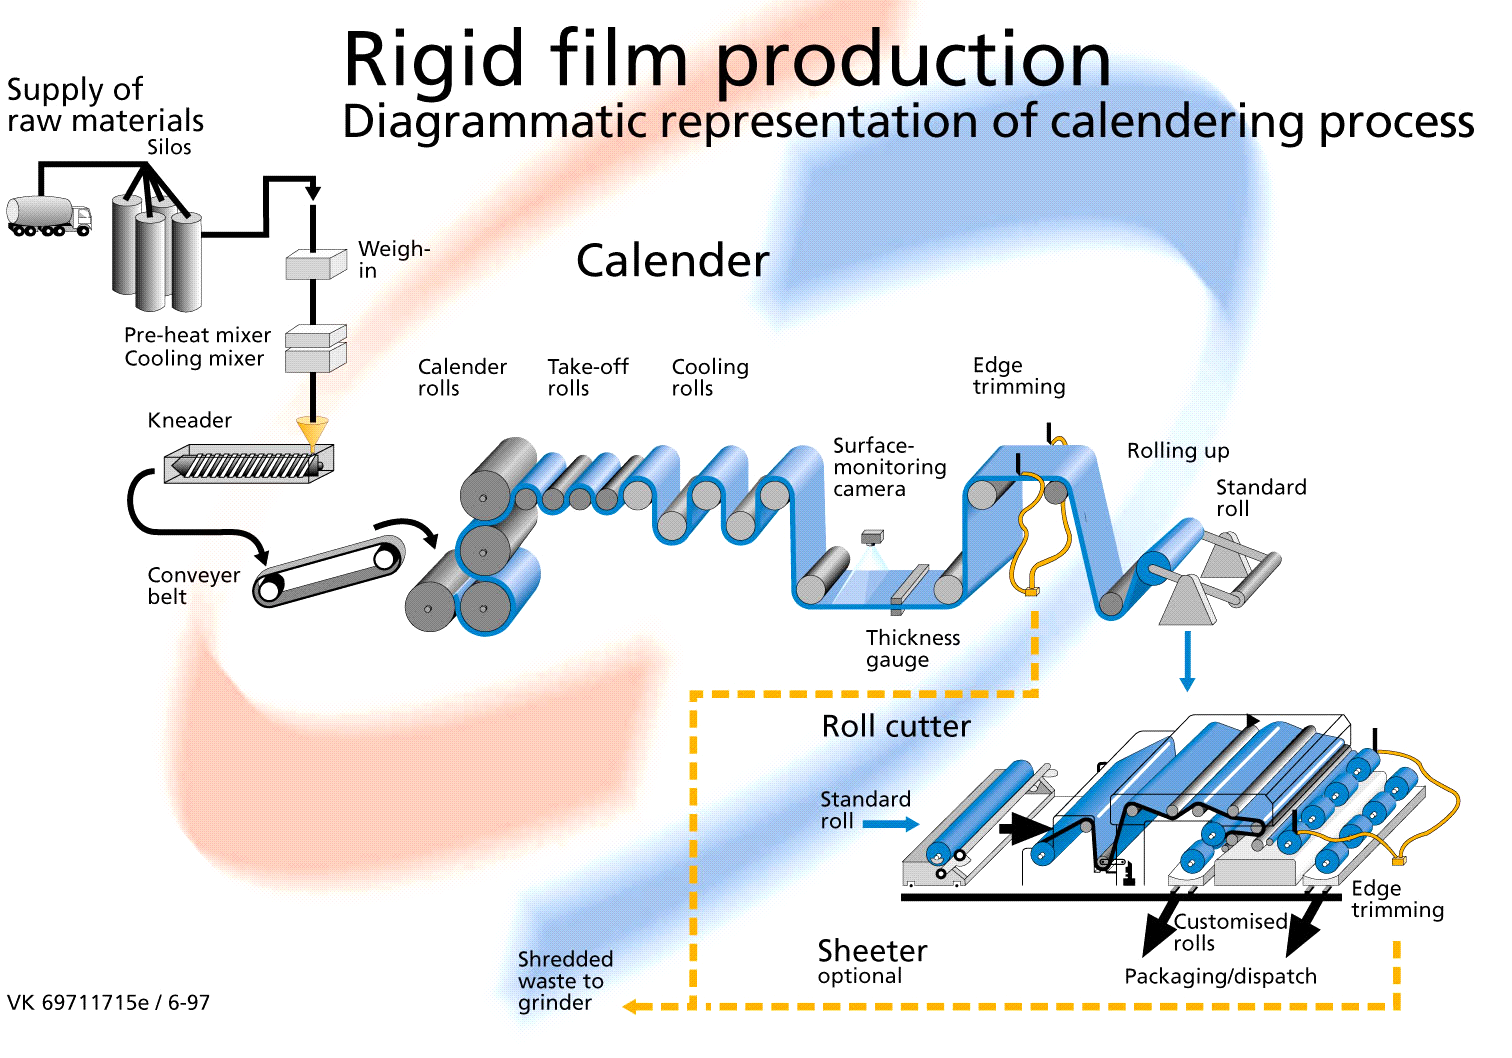 Rigid film production
Diagrammatic representation of calendering process
Supply of
raw materials
Silos
Weigh-
in
Pre-heat mixer
Cooling mixer
Kneader
Conveyer
belt
Calender
Calender
rolls
Take-off
rolls
Cooling
rolls
Surface-
monitoring
camera
Thickness
gauge
Edge
trimming
Rolling up
Standard
roll
Roll cutter
Standard
roll
Edge
trimming
Customised
rolls
Packaging/dispatch
Sheeter
optional
Shredded
waste to
grinder
VK 69711715e / 6-97